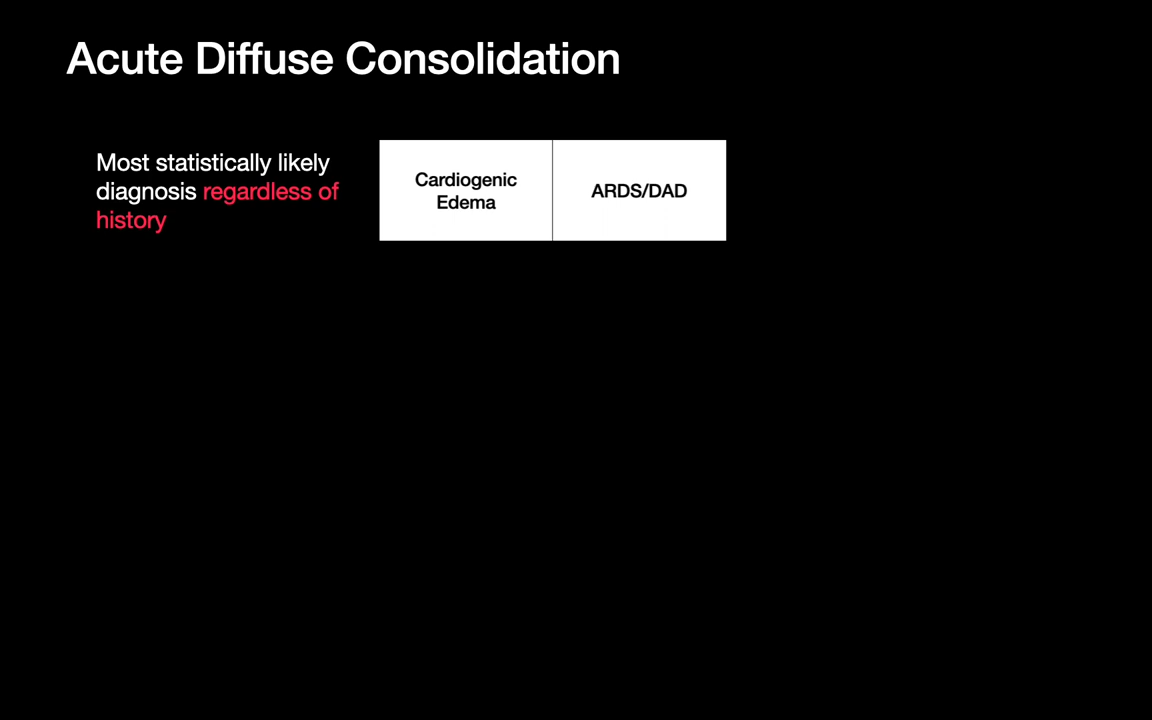 Acute Diffuse Consolidation
Most statistically likely
diagnosis regardless of
history
Cardiogenic
Edema
ARDS/DAD